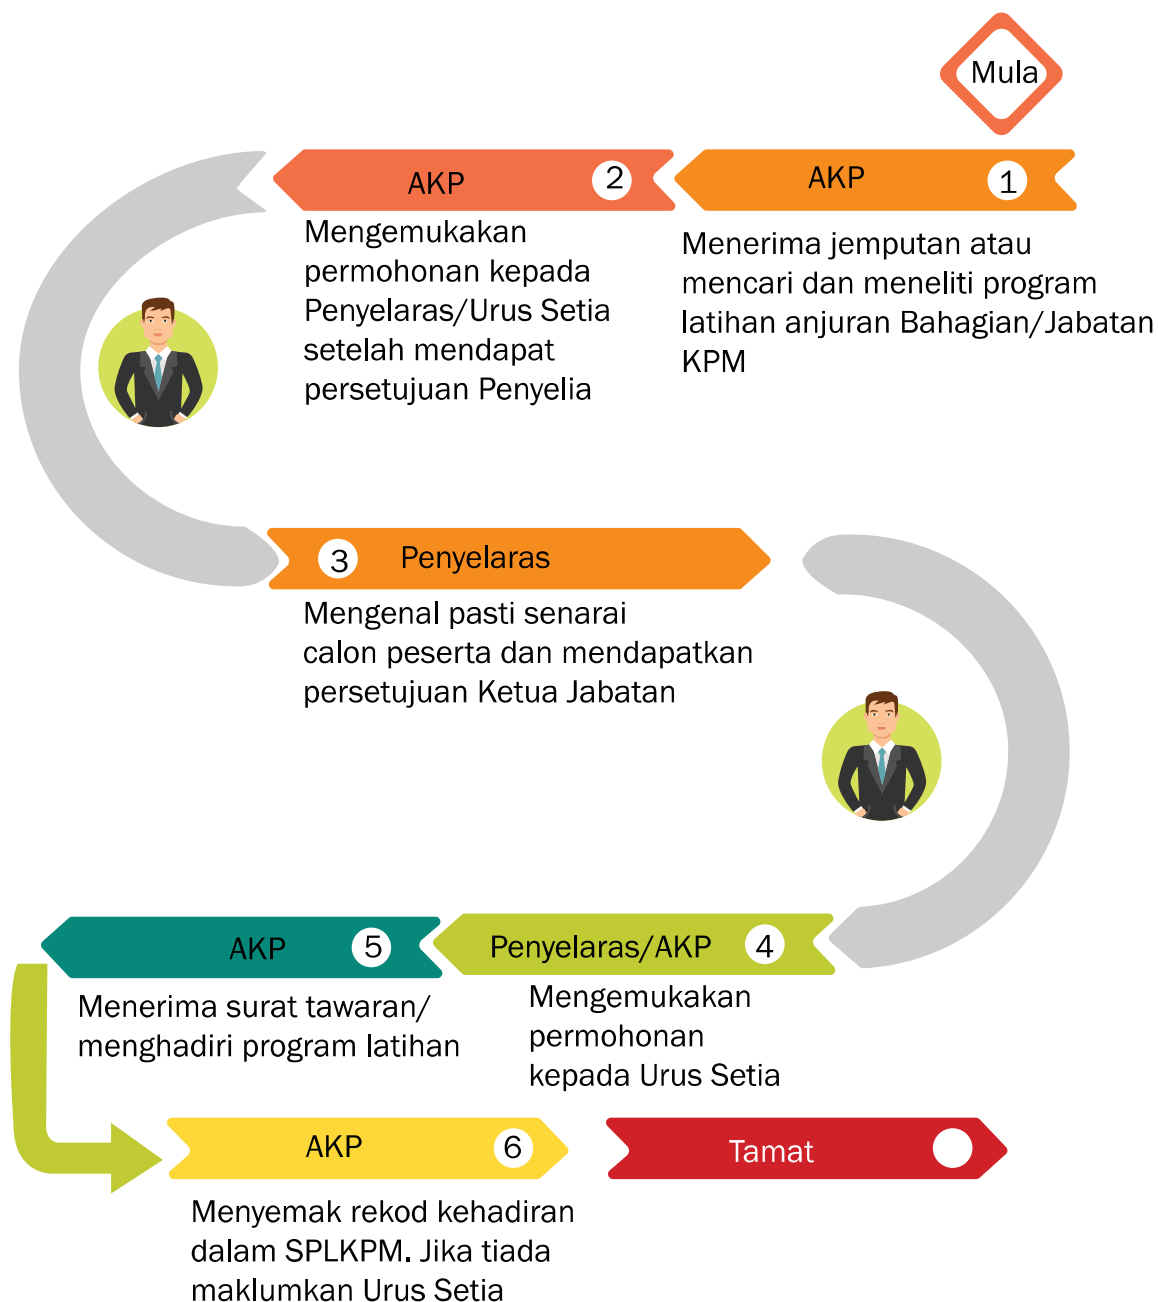 Mula
AKP 1
Menerima jemputan atau
mencari dan meneliti program
latihan anjuran Bahagian/Jabatan
KPM
AKP 2
Mengemukakan
permohonan kepada
Penyelaras/Urus Setia
setelah mendapat
persetujuan Penyelia
3 Penyelaras
Mengenal pasti senarai
calon peserta dan mendapatkan
persetujuan Ketua Jabatan
Penyelaras/AKP 4
Mengemukakan
permohonan
kepada Urus Setia
AKP 5
Menerima surat tawaran/
menghadiri program latihan
AKP 6
Menyemak rekod kehadiran
dalam SPLKPM. Jika tiada
maklumkan Urus Setia
Tamat